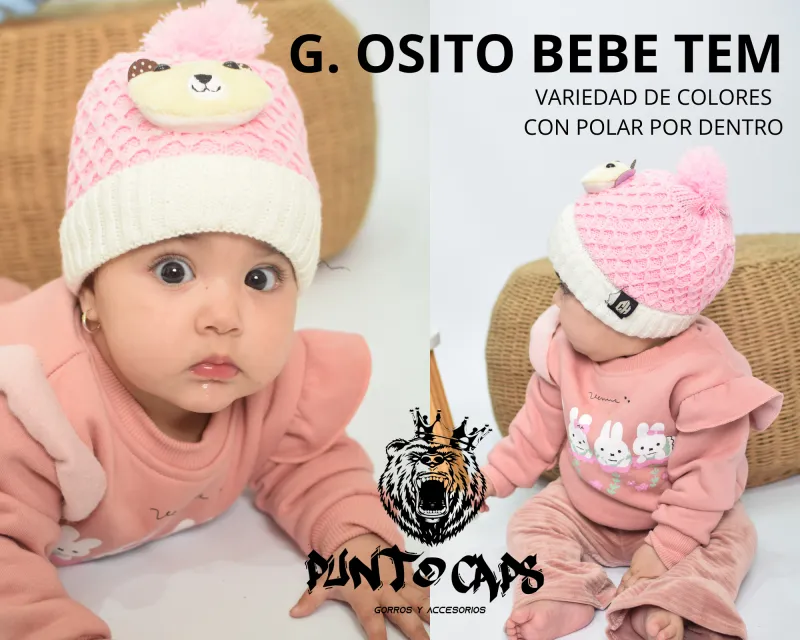 G. OSITO BEBE TEM
VARIEDAD DE COLORES
CON POLAR POR DENTRO
PUNTO CAPS
GORROS Y ACCESORIOS